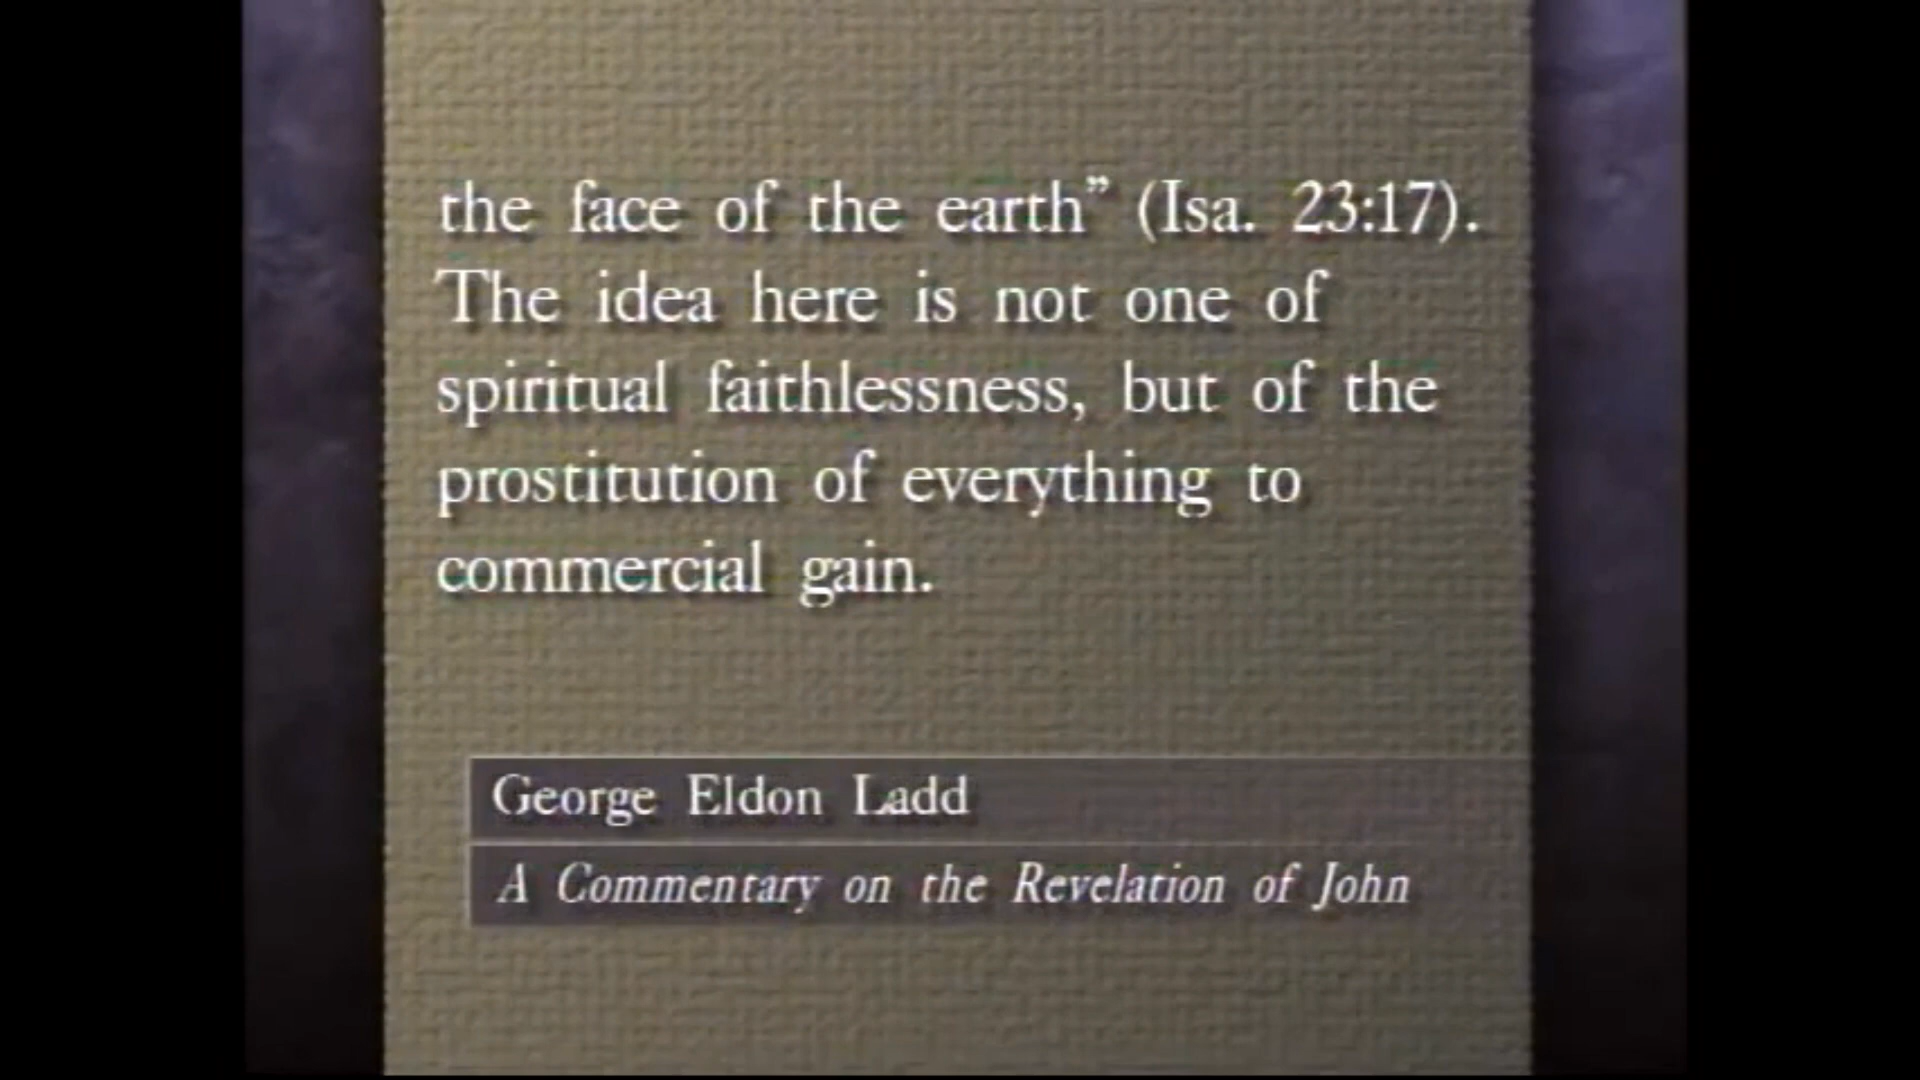 the face of the earth” (Isa. 23:17).
The idea here is not one of
spiritual faithlessness, but of the
prostitution of everything to
commercial gain.
George Eldon Ladd
A Commentary on the Revelation of John